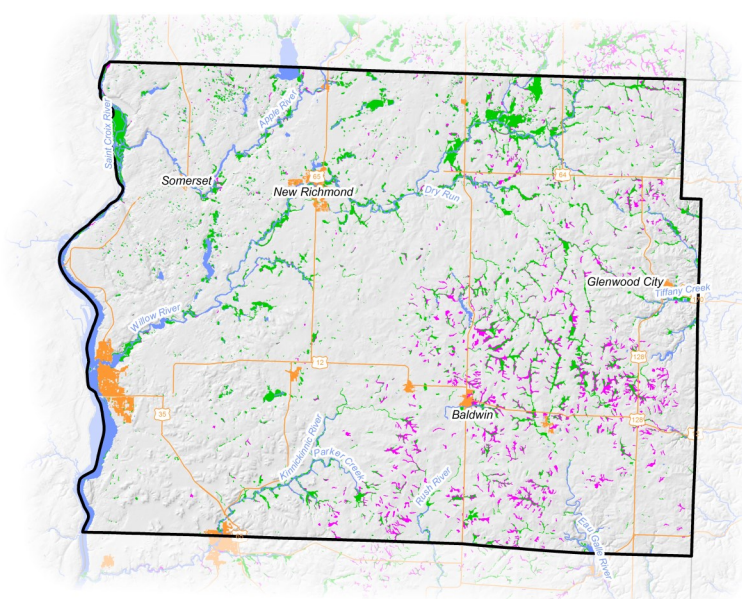 Saint Croix River
Apple River
Somerset
New Richmond
65
64
Dry Run
Glenwood City
Tiffany Creek
Willow River
12
128
35
Baldwin
128
Kinnickinnic River
Parker Creek
Rush River
Eau Galle River